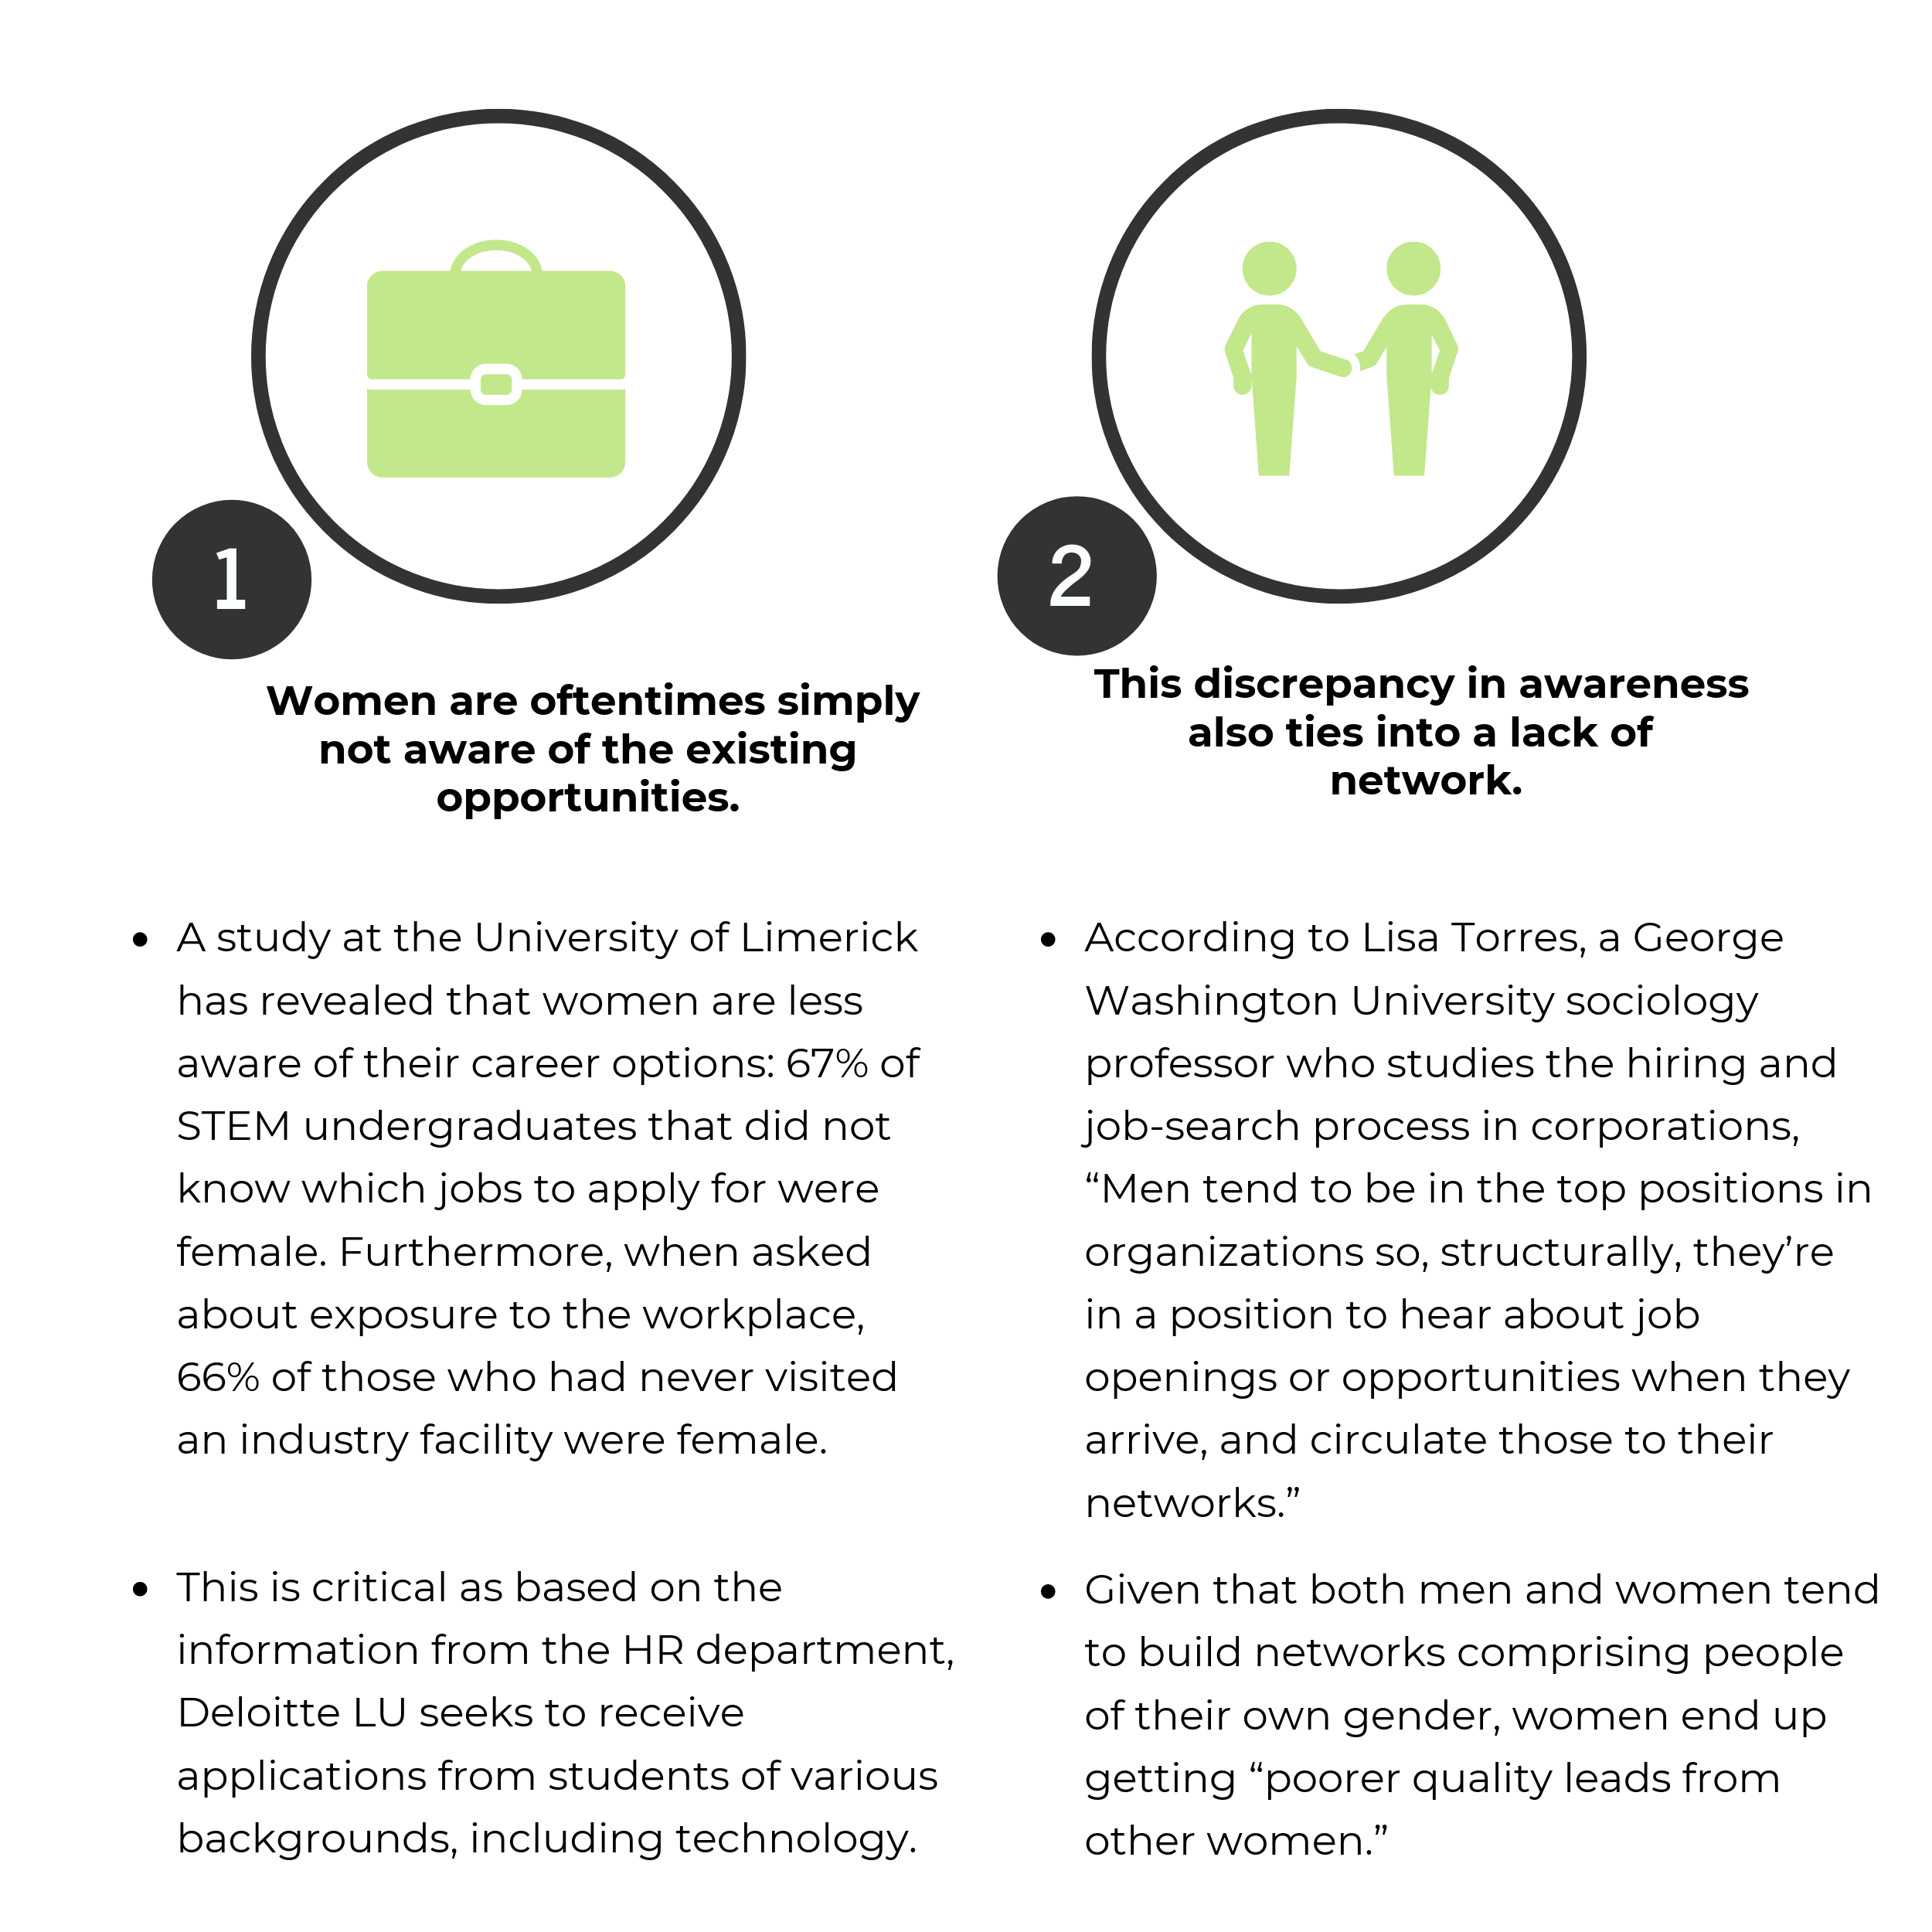 1
Women are oftentimes simply
not aware of the existing
opportunities.
A study at the University of Limerick
has revealed that women are less
aware of their career options: 67% of
STEM undergraduates that did not
know which jobs to apply for were
female. Furthermore, when asked
about exposure to the workplace,
66% of those who had never visited
an industry facility were female.
This is critical as based on the
information from the HR department,
Deloitte LU seeks to receive
applications from students of various
backgrounds, including technology.
2
This discrepancy in awareness
also ties into a lack of
network.
According to Lisa Torres, a George
Washington University sociology
professor who studies the hiring and
job-search process in corporations,
“Men tend to be in the top positions in
organizations so, structurally, they’re
in a position to hear about job
openings or opportunities when they
arrive, and circulate those to their
networks.”
Given that both men and women tend
to build networks comprising people
of their own gender, women end up
getting “poorer quality leads from
other women.”